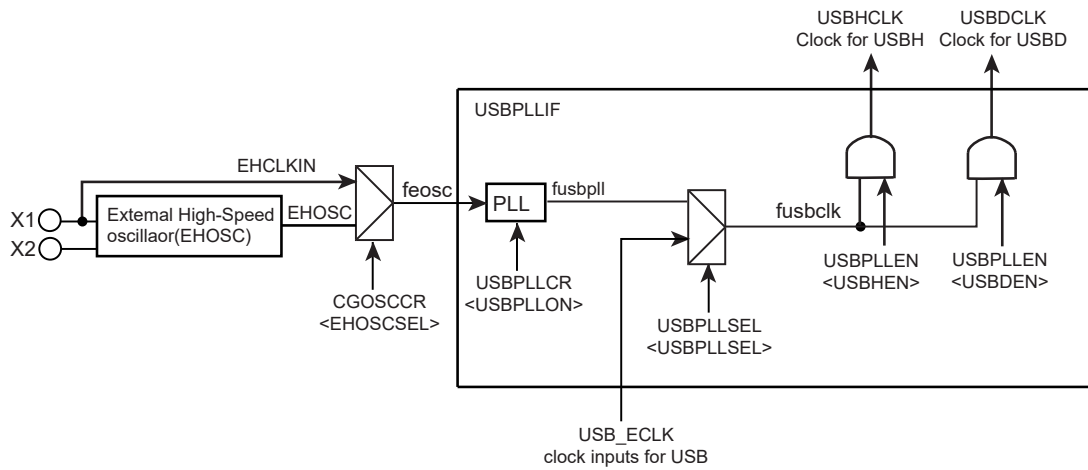 USBHCLK
Clock for USBH
USBDCLK
Clock for USBD
USBPLLIF
EHCLKIN
X1
X2
Extemal High-Speed
oscillaor(EHOSC)
EHOSC
feosc
PLL
fusbpll
fusbclk
CGOSCCR
<EHOSCSEL>
USBPLLCR
<USBPLLON>
USBPLLSEL
<USBPLLSEL>
USBPLLEN
<USBHEN>
USBPLLEN
<USBDEN>
USB_ECLK
clock inputs for USB